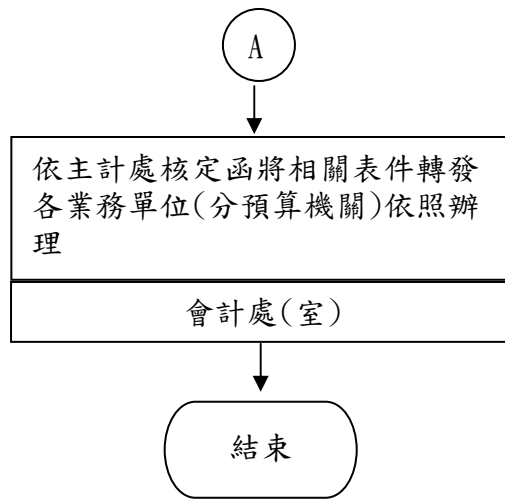 A
依主計處核定函將相關表件轉發
各業務單位(分預算機關)依照辦
理
會計處(室)
結束